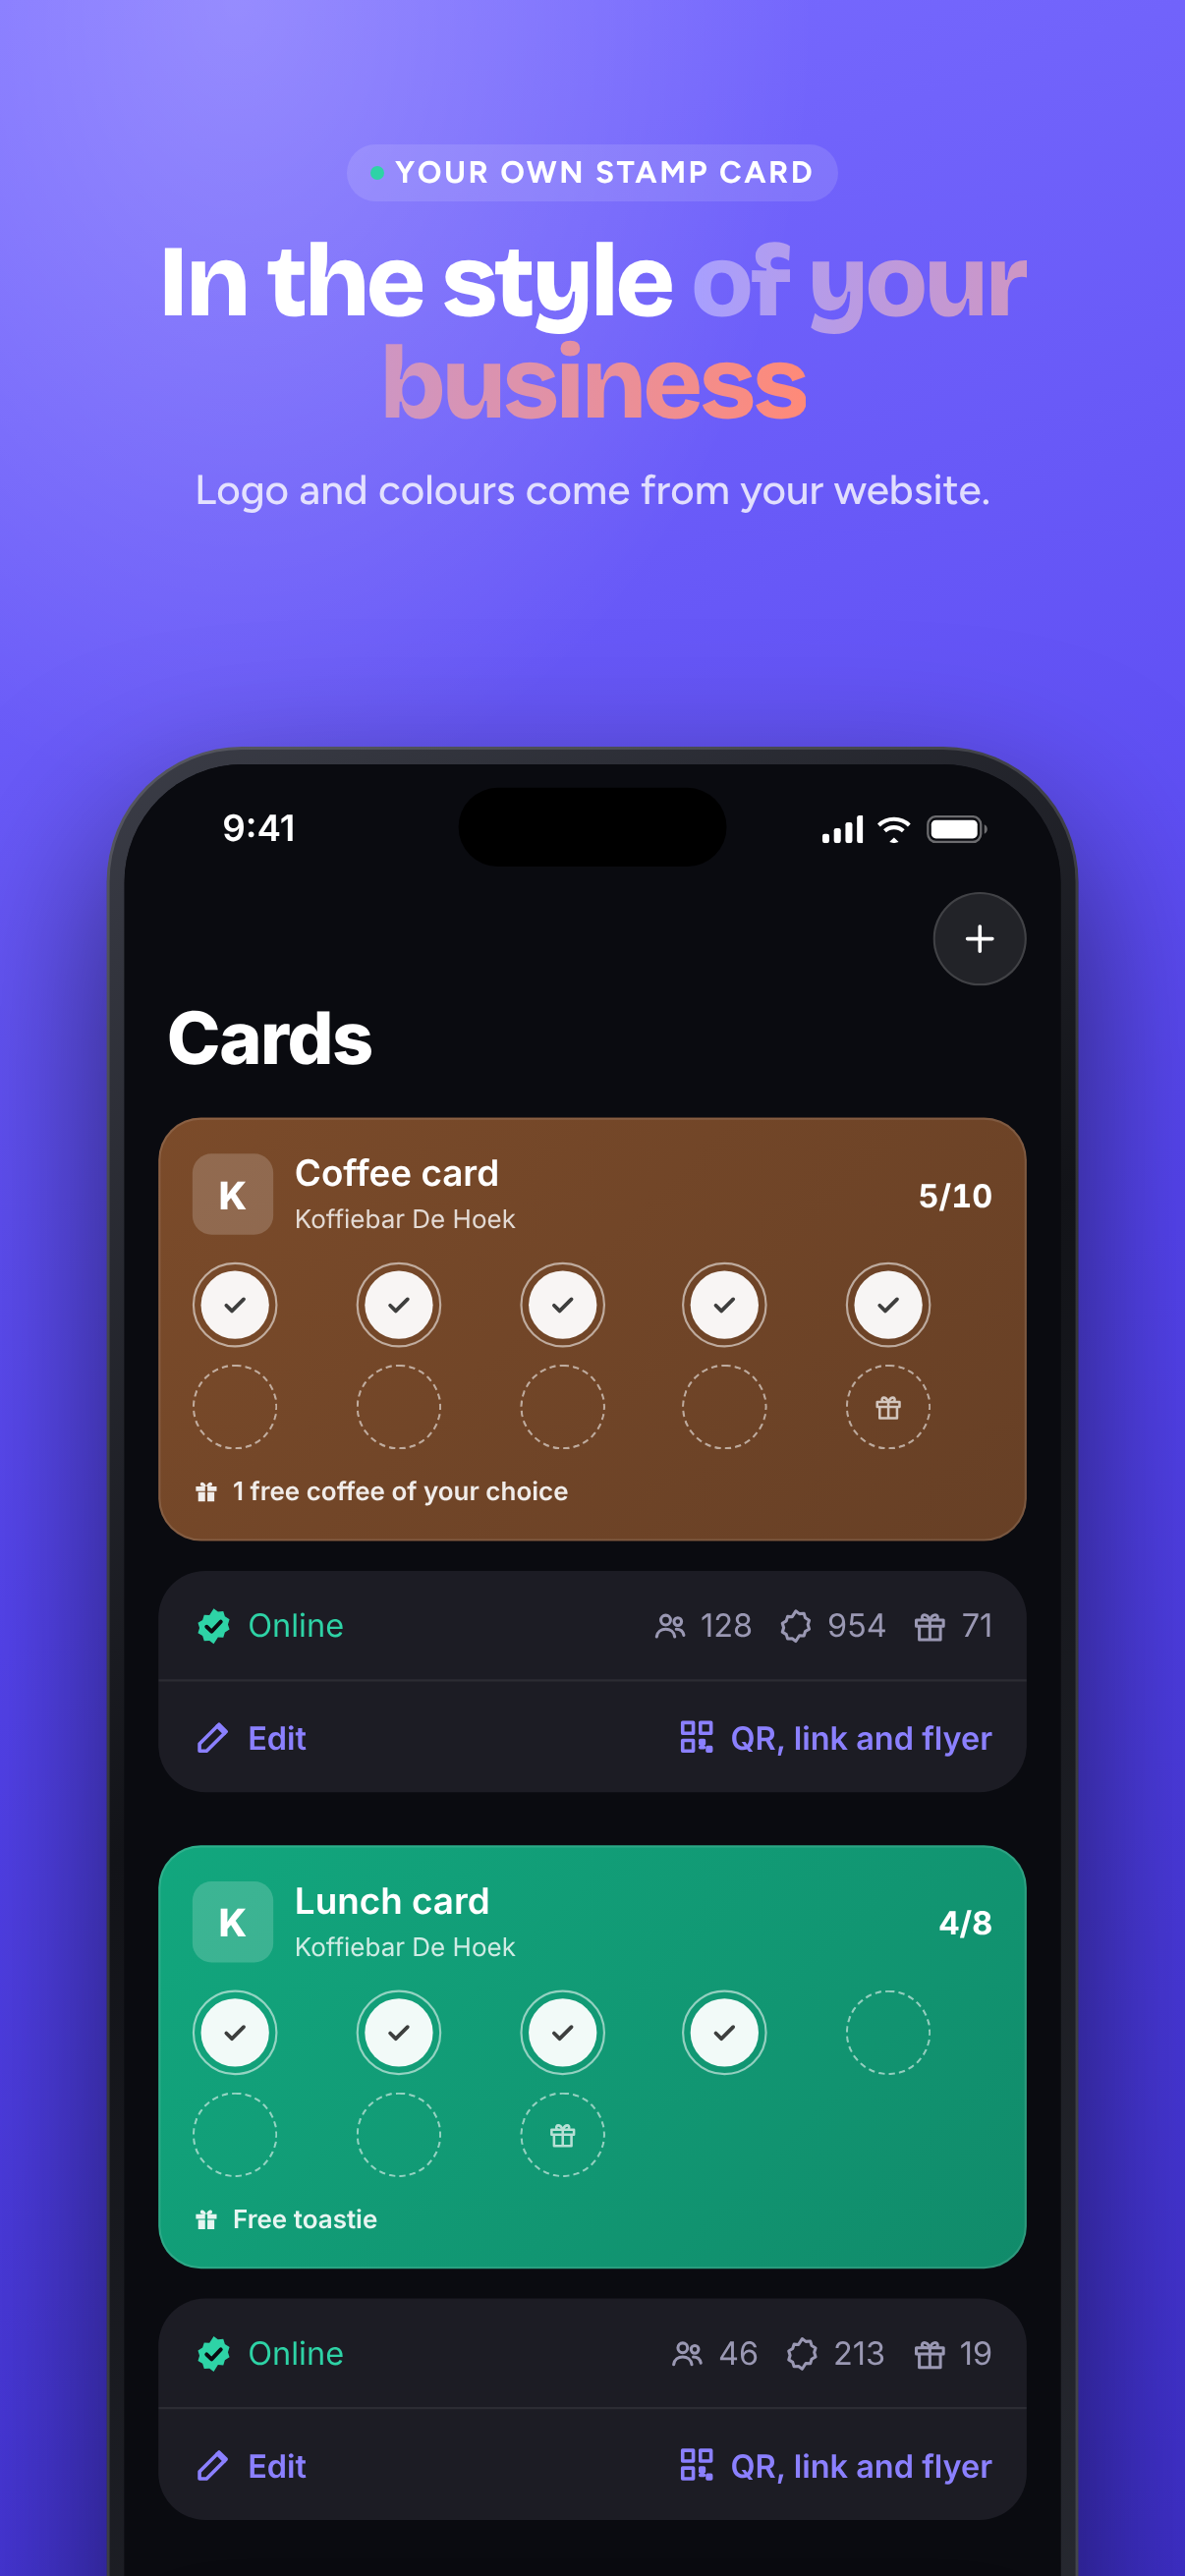 YOUR OWN STAMP CARD
In the style of your
business
Logo and colours come from your website.
9:41
Cards
K
Coffee card
Koffiebar De Hoek
5/10
1 free coffee of your choice
Online
128
954
71
Edit
QR, link and flyer
K
Lunch card
Koffiebar De Hoek
4/8
Free toastie
Online
46
213
19
Edit
QR, link and flyer